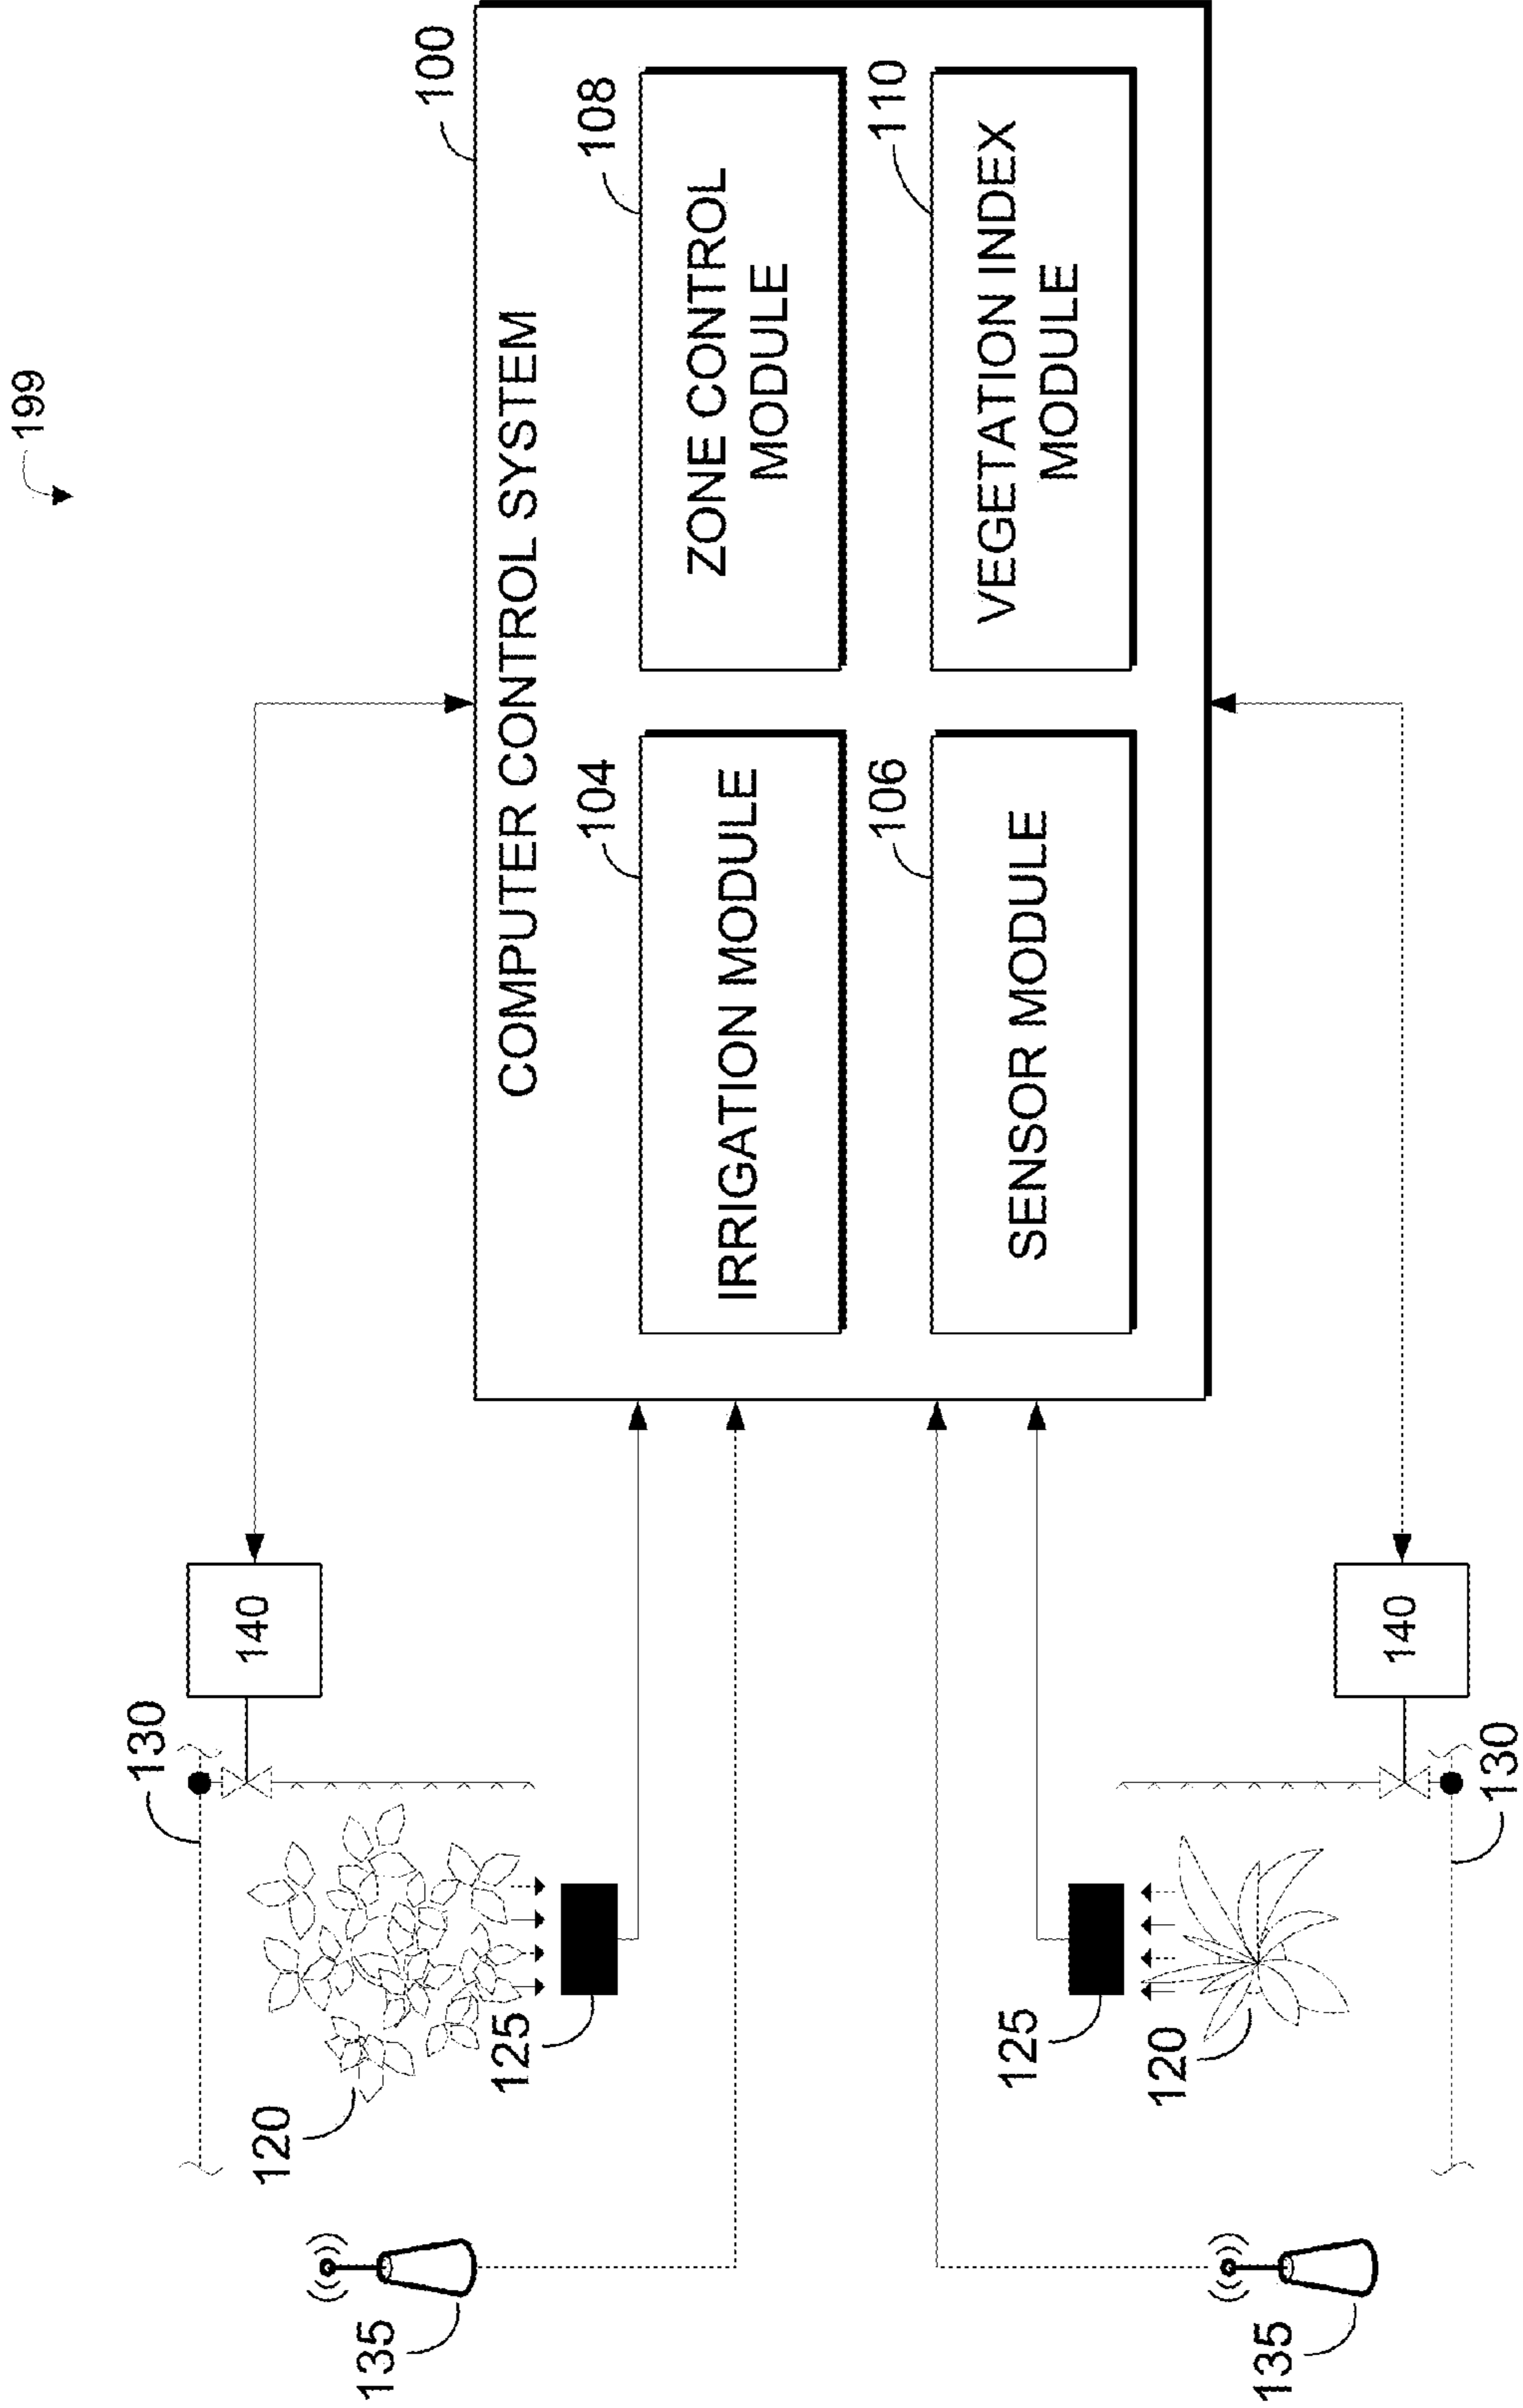 199
130
140
120
135
100
125
COMPUTER CONTROL SYSTEM
104
108
IRRIGATION MODULE
ZONE CONTROL
MODULE
106
110
125
SENSOR MODULE
VEGETATION INDEX
MODULE
120
135
140
130